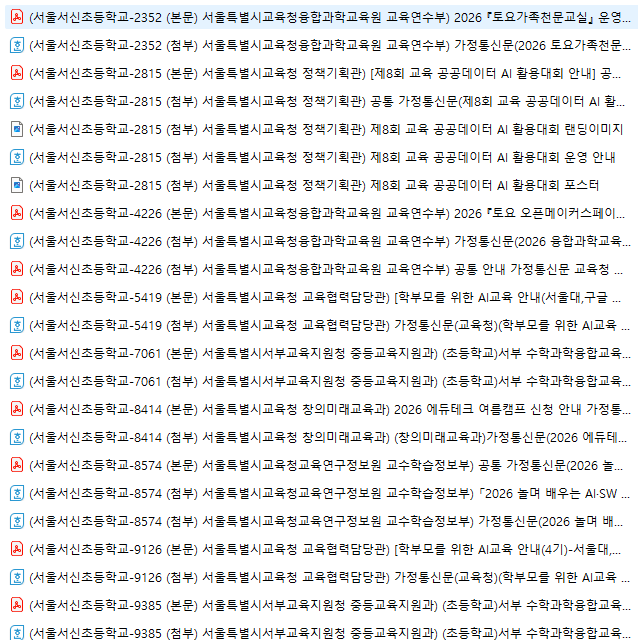 (서울서신초등학교-2352 (본문) 서울특별시교육청융합과학교육원 교육연수부) 2026 『토요가족천문교실』 운영...
(서울서신초등학교-2352 (첨부) 서울특별시교육청융합과학교육원 교육연수부) 가정통신문(2026 토요가족천문...
(서울서신초등학교-2815 (본문) 서울특별시교육청 정책기획관) [제8회 교육 공공데이터 AI 활용대회 안내] 공...
(서울서신초등학교-2815 (첨부) 서울특별시교육청 정책기획관) 공통 가정통신문(제8회 교육 공공데이터 AI 활...
(서울서신초등학교-2815 (첨부) 서울특별시교육청 정책기획관) 제8회 교육 공공데이터 AI 활용대회 랜딩이미지
(서울서신초등학교-2815 (첨부) 서울특별시교육청 정책기획관) 제8회 교육 공공데이터 AI 활용대회 운영 안내
(서울서신초등학교-2815 (첨부) 서울특별시교육청 정책기획관) 제8회 교육 공공데이터 AI 활용대회 포스터
(서울서신초등학교-4226 (본문) 서울특별시교육청융합과학교육원 교육연수부) 2026 『토요 오픈메이커스페이...
(서울서신초등학교-4226 (첨부) 서울특별시교육청융합과학교육원 교육연수부) 가정통신문(2026 융합과학교육...
(서울서신초등학교-4226 (첨부) 서울특별시교육청융합과학교육원 교육연수부) 공통 안내 가정통신문 교육청 ...
(서울서신초등학교-5419 (본문) 서울특별시교육청 교육협력담당관) [학부모를 위한 AI교육 안내(서울대,구글 ...
(서울서신초등학교-5419 (첨부) 서울특별시교육청 교육협력담당관) 가정통신문(교육청)(학부모를 위한 AI교육 ...
(서울서신초등학교-7061 (본문) 서울특별시서부교육지원청 중등교육지원과) (초등학교)서부 수학과학융합교육...
(서울서신초등학교-7061 (첨부) 서울특별시서부교육지원청 중등교육지원과) (초등학교)서부 수학과학융합교육...
(서울서신초등학교-8414 (본문) 서울특별시교육청 창의미래교육과) 2026 에듀테크 여름캠프 신청 안내 가정통...
(서울서신초등학교-8414 (첨부) 서울특별시교육청 창의미래교육과) (창의미래교육과)가정통신문(2026 에듀테...
(서울서신초등학교-8574 (본문) 서울특별시교육청교육연구정보원 교수학습정보부) 공통 가정통신문(2026 놀...
(서울서신초등학교-8574 (첨부) 서울특별시교육청교육연구정보원 교수학습정보부) 「2026 놀며 배우는 AI·SW ...
(서울서신초등학교-8574 (첨부) 서울특별시교육청교육연구정보원 교수학습정보부) 가정통신문(2026 놀며 배...
(서울서신초등학교-9126 (본문) 서울특별시교육청 교육협력담당관) [학부모를 위한 AI교육 안내(4기)-서울대,...
(서울서신초등학교-9126 (첨부) 서울특별시교육청 교육협력담당관) 가정통신문(교육청)(학부모를 위한 AI교육 ...
(서울서신초등학교-9385 (본문) 서울특별시서부교육지원청 중등교육지원과) (초등학교)서부 수학과학융합교육...
(서울서신초등학교-9385 (첨부) 서울특별시서부교육지원청 중등교육지원과) (초등학교)서부 수학과학융합교육...